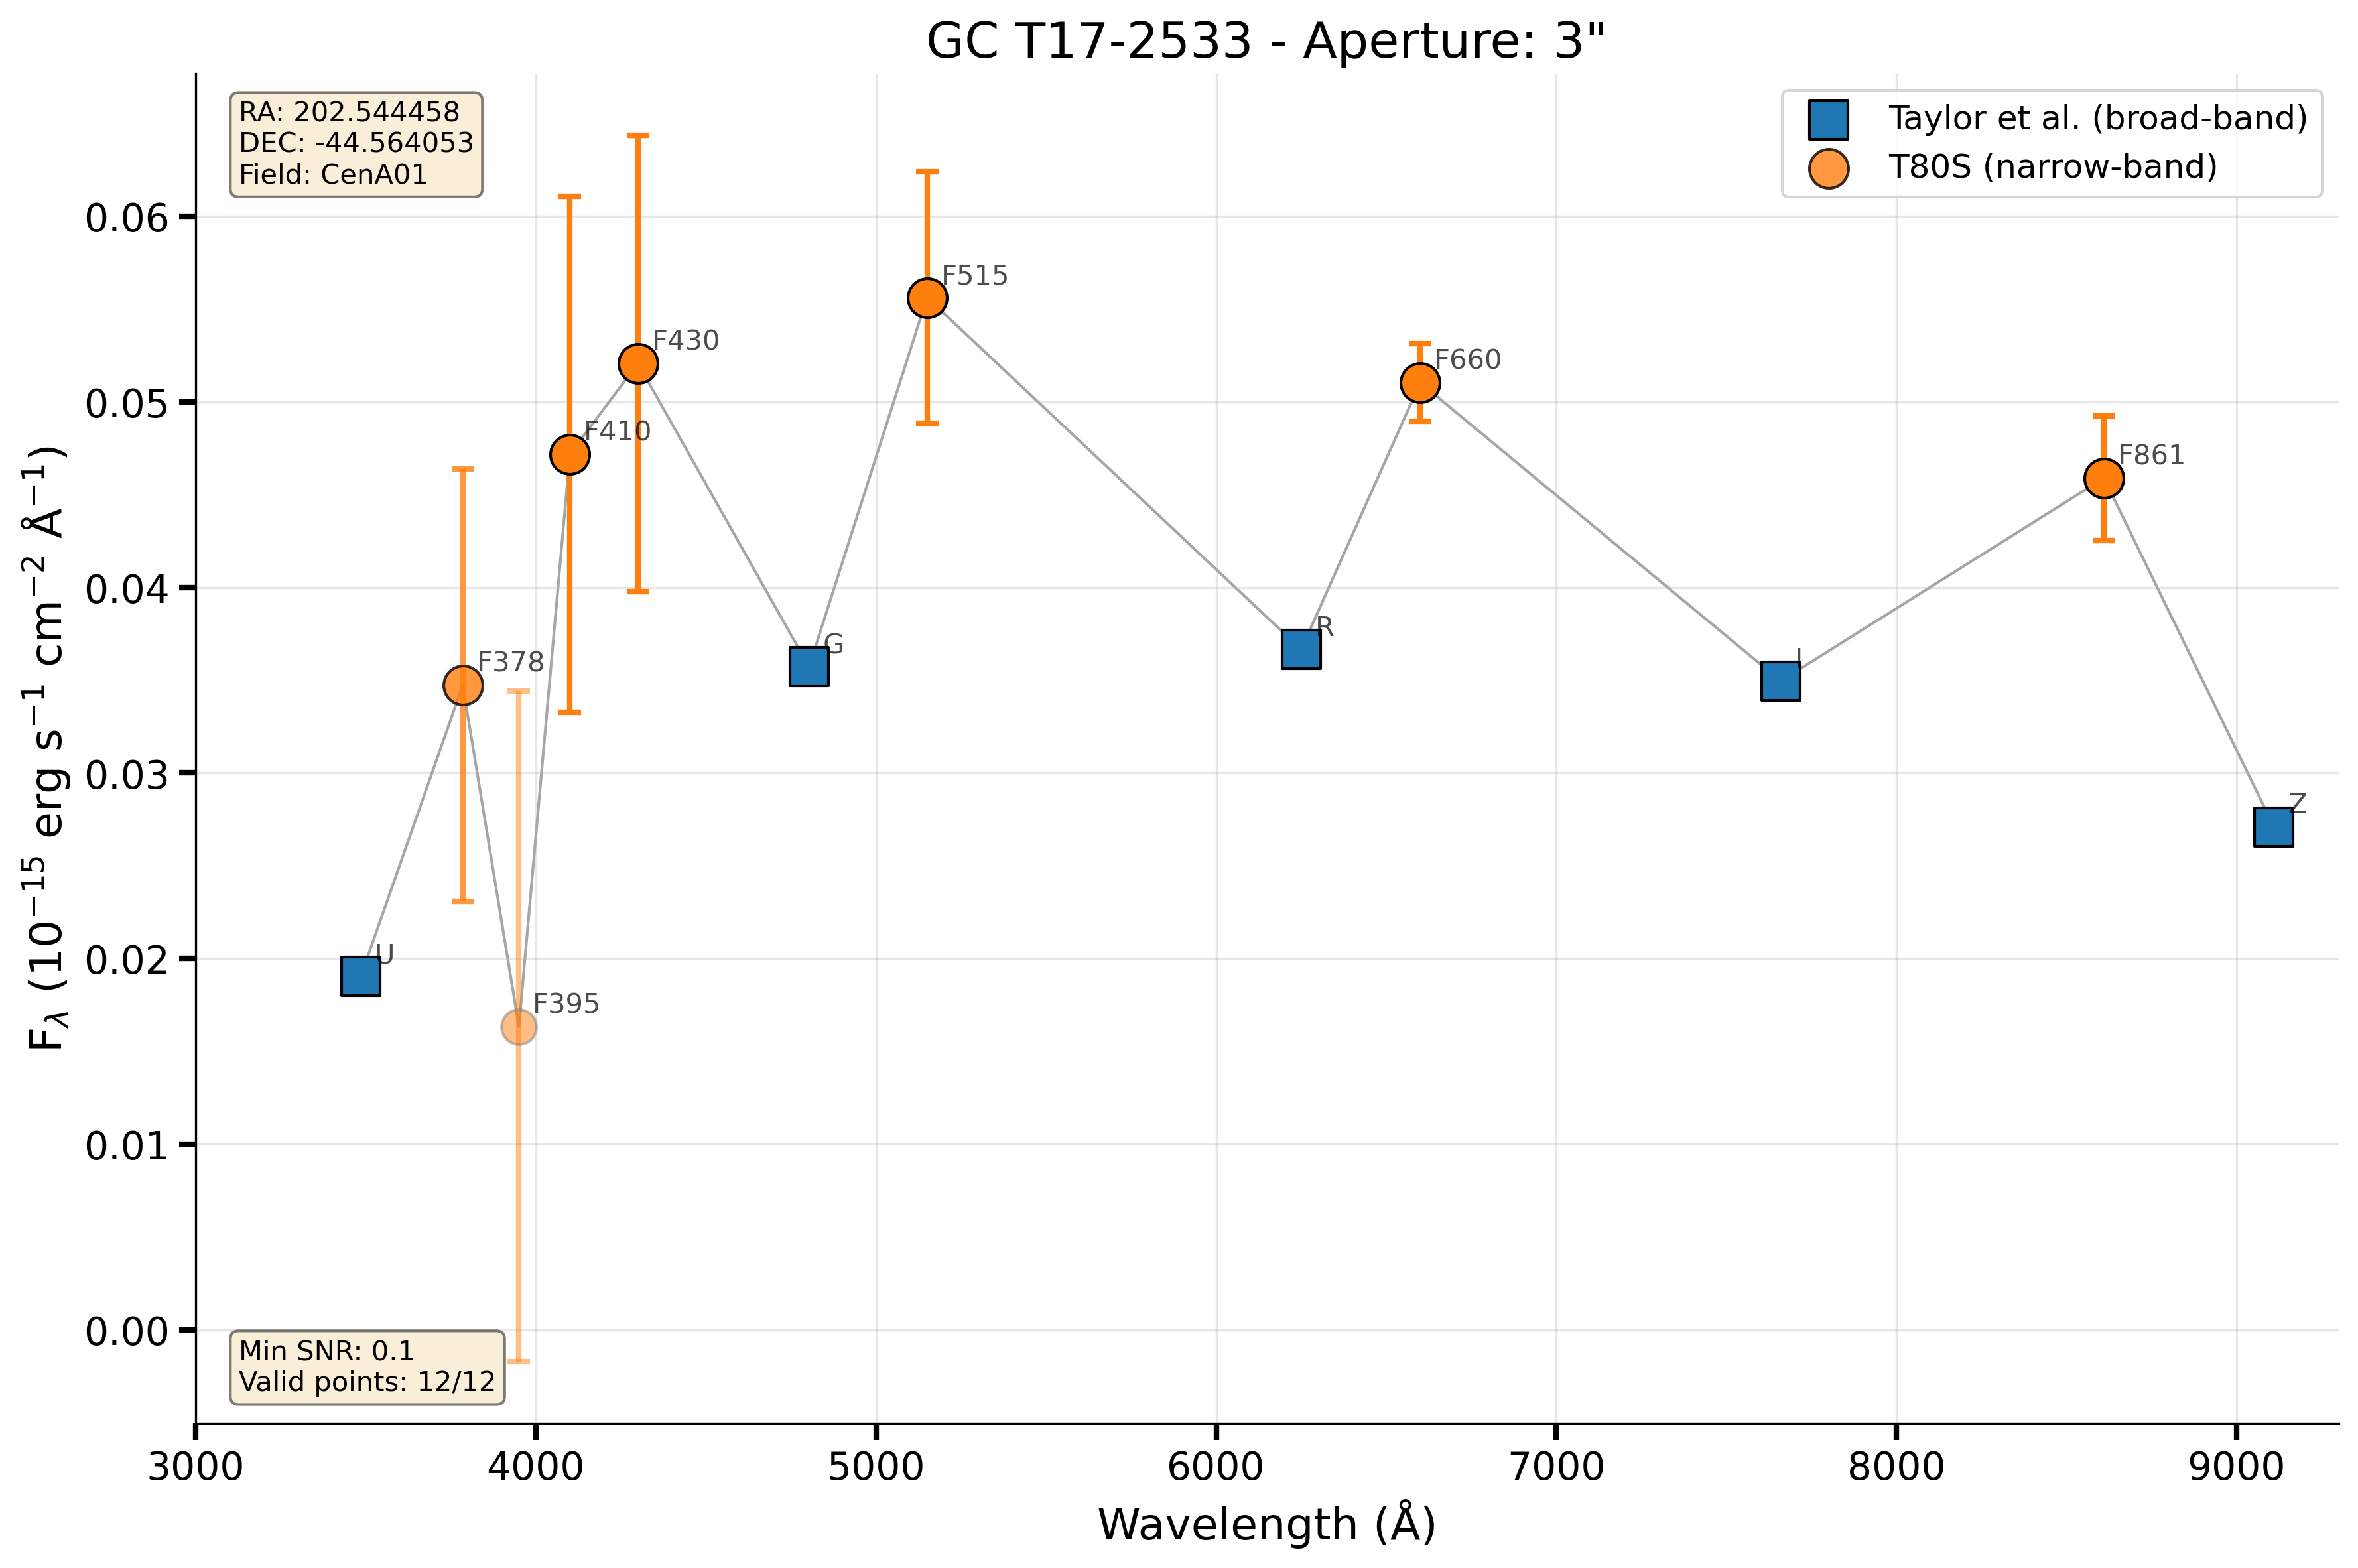 GC T17-2533 - Aperture: 3"
RA: 202.544458
DEC: -44.564053
Field: CenA01
Taylor et al. (broad-band)
T80S (narrow-band)
F_λ (10⁻¹⁵ erg s⁻¹ cm⁻² Å⁻¹)
0.06
0.05
0.04
0.03
0.02
0.01
0.00
U
F378
F395
F410
F430
G
F515
R
F660
I
F861
Z
Min SNR: 0.1
Valid points: 12/12
3000
4000
5000
6000
7000
8000
9000
Wavelength (Å)